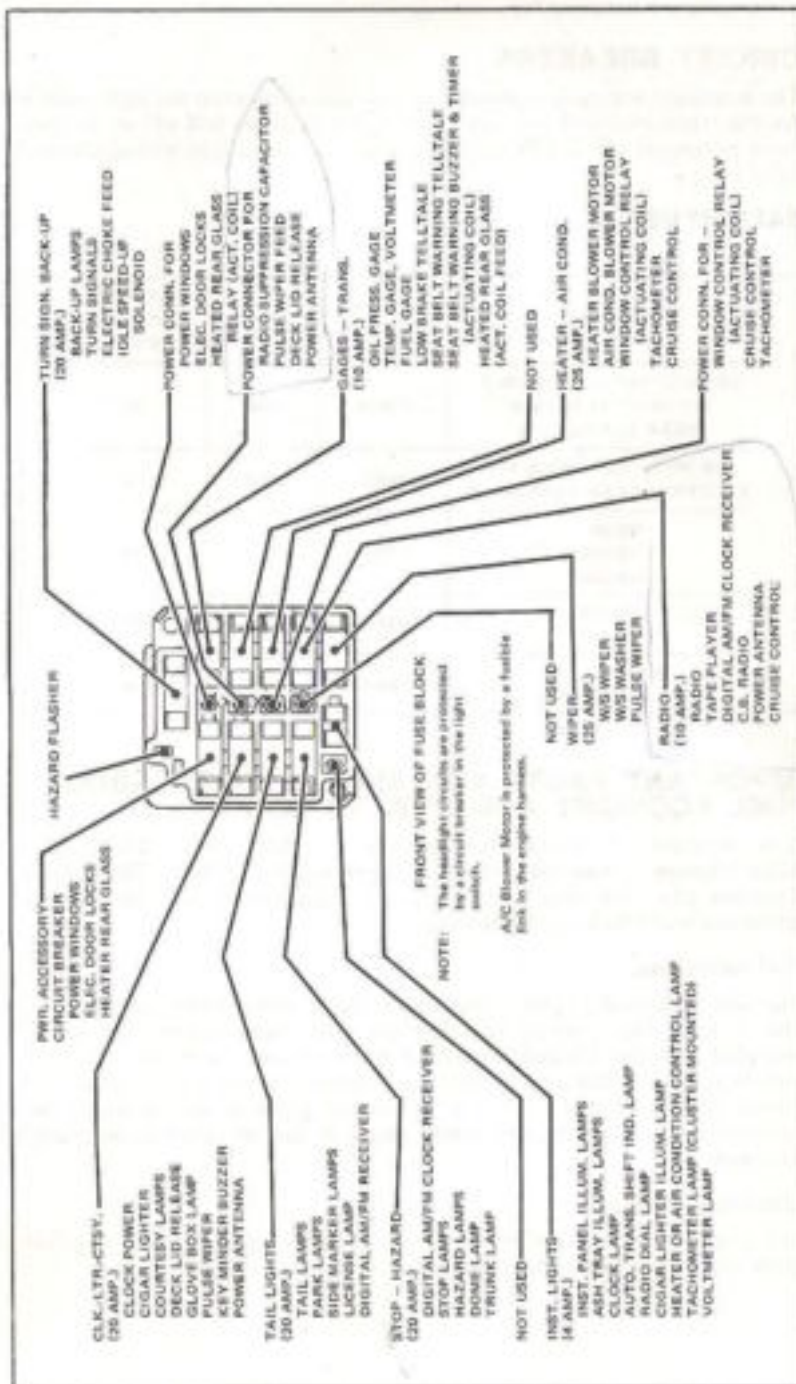 HAZARD FLASHER
PWR. ACCESSORY
CIRCUIT BREAKER
POWER WINDOWS
ELEC. DOOR LOCKS
HEATER REAR GLASS
CLK.-LTR.-CTSY.
(20 AMP.)
CLOCK POWER
CIGAR LIGHTER
COURTESY LAMPS
DECK LID RELEASE
GLOVE BOX LAMP
PULSE WIPER
KEY MINDER BUZZER
POWER ANTENNA
TAIL LIGHTS
(20 AMP.)
TAIL LAMPS
PARK LAMPS
SIDE MARKER LAMPS
LICENSE LAMP
DIGITAL AM/FM RECEIVER
STOP - HAZARD
(20 AMP.)
DIGITAL AM/FM CLOCK RECEIVER
STOP LAMPS
HAZARD LAMPS
DOME LAMP
TRUNK LAMP
NOT USED
INST. LIGHTS
(4 AMP.)
INST. PANEL ILLUM. LAMPS
ASH TRAY ILLUM. LAMPS
CLOCK LAMP
AUTO. TRANS. SHIFT IND. LAMP
RADIO DIAL LAMP
CIGAR LIGHTER ILLUM. LAMP
HEATER OR AIR CONDITION CONTROL LAMP
TACHOMETER LAMP (CLUSTER MOUNTED)
VOLTMETER LAMP
FRONT VIEW OF FUSE BLOCK
NOTE: The headlight circuits are protected
by a circuit breaker in the light
switch.
A/C Blower Motor is protected by a fusible
link in the engine harness.
TURN SIGN. BACK-UP
(20 AMP.)
BACK-UP LAMPS
TURN SIGNALS
ELECTRIC CHOKE FEED
IDLE SPEED-UP
SOLENOID
POWER CONN. FOR
POWER WINDOWS
ELEC. DOOR LOCKS
HEATED REAR GLASS
RELAY (ACT. COIL)
POWER CONNECTOR FOR
RADIO SUPPRESSION CAPACITOR
PULSE WIPER FEED
DECK LID RELEASE
POWER ANTENNA
GAGES - TRANS.
(10 AMP.)
OIL PRESS. GAGE
TEMP. GAGE, VOLTMETER
FUEL GAGE
LOW BRAKE TELLTALE
SEAT BELT WARNING TELLTALE
SEAT BELT WARNING BUZZER & TIMER
(ACTUATING COIL)
HEATED REAR GLASS
(ACT. COIL FEED)
NOT USED
HEATER - AIR COND.
(25 AMP.)
HEATER BLOWER MOTOR
AIR COND. BLOWER MOTOR
WINDOW CONTROL RELAY
(ACTUATING COIL)
TACHOMETER
CRUISE CONTROL
POWER CONN. FOR -
WINDOW CONTROL RELAY
(ACTUATING COIL)
CRUISE CONTROL
TACHOMETER
NOT USED
WIPER
(25 AMP.)
W/S WIPER
W/S WASHER
PULSE WIPER
RADIO
(10 AMP.)
RADIO
TAPE PLAYER
DIGITAL AM/FM CLOCK RECEIVER
C.B. RADIO
POWER ANTENNA
CRUISE CONTROL